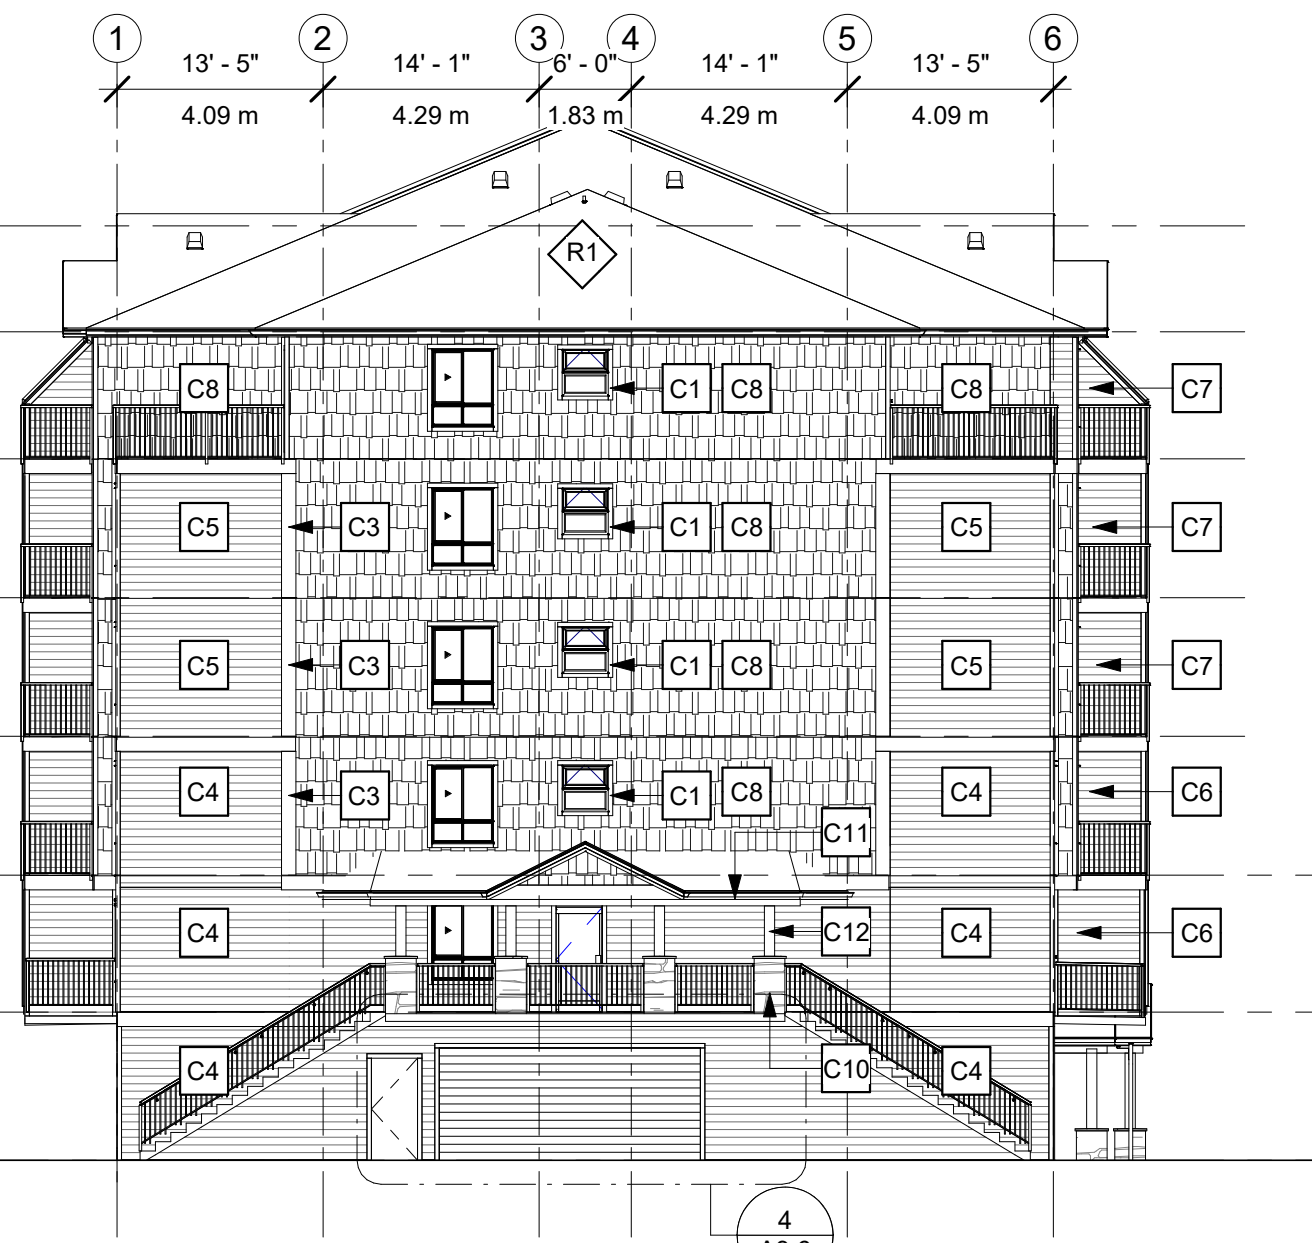 1 2 3 4 5 6
13' - 5" 14' - 1" 6' - 0" 14' - 1" 13' - 5"
4.09 m 4.29 m 1.83 m 4.29 m 4.09 m
R1
C8 C1 C8 C8 C7
C5 C3 C1 C8 C5 C7
C5 C3 C1 C8 C5 C7
C4 C3 C1 C8 C4 C6
C11
C4 C12 C4 C6
C4 C10 C4
4